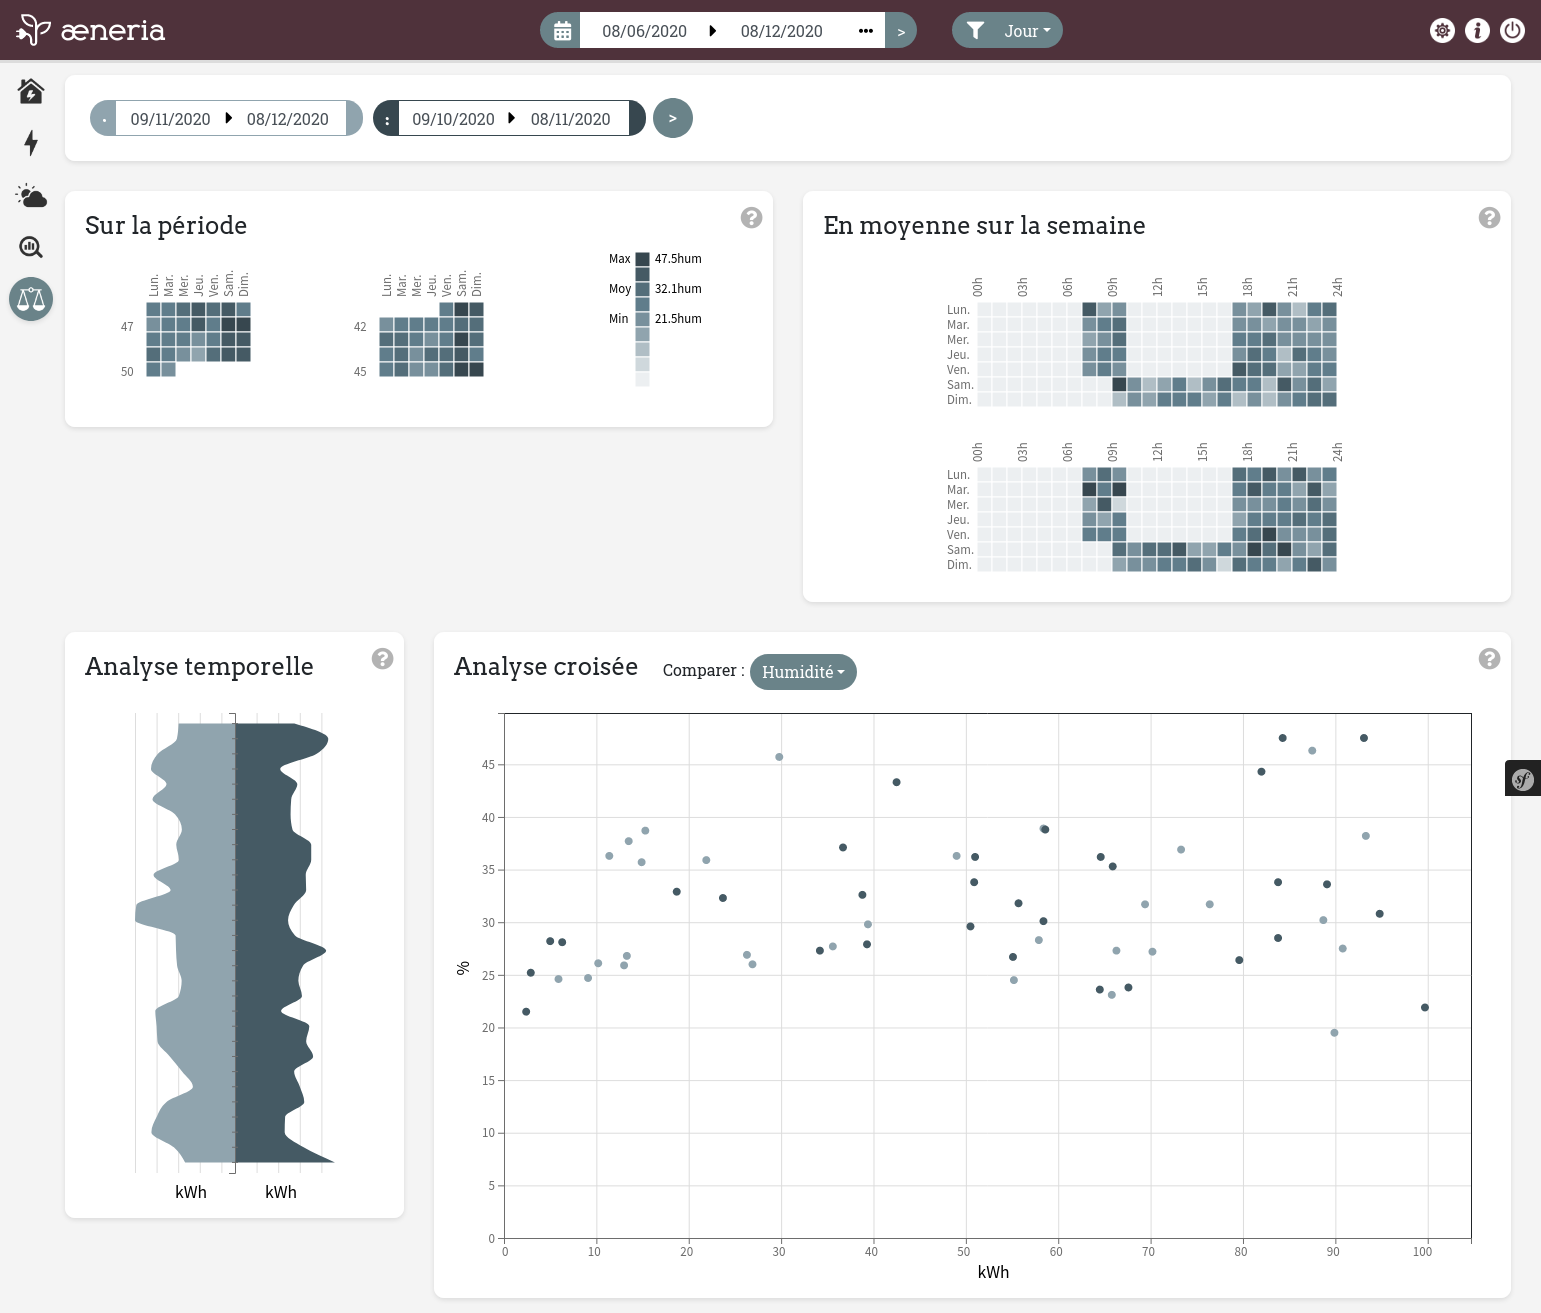 æneria
08/06/2020 08/12/2020 ••• >
Jour
. 09/11/2020 08/12/2020
: 09/10/2020 08/11/2020 >
Sur la période ?
Lun. Mar. Mer. Jeu. Ven. Sam. Dim.
47
50
Lun. Mar. Mer. Jeu. Ven. Sam. Dim.
42
45
Max 47.5hum
Moy 32.1hum
Min 21.5hum
En moyenne sur la semaine ?
00h 03h 06h 09h 12h 15h 18h 21h 24h
Lun.
Mar.
Mer.
Jeu.
Ven.
Sam.
Dim.
00h 03h 06h 09h 12h 15h 18h 21h 24h
Lun.
Mar.
Mer.
Jeu.
Ven.
Sam.
Dim.
Analyse temporelle ?
kWh kWh
Analyse croisée Comparer : Humidité ?
%
45
40
35
30
25
20
15
10
5
0
0 10 20 30 40 50 60 70 80 90 100
kWh
sf